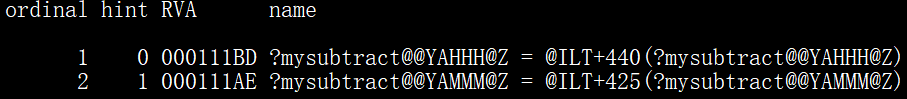 ordinal hint RVA      name
1    0 000111BD ?mysubtract@@YAHHH@Z = @ILT+440(?mysubtract@@YAHHH@Z)
2    1 000111AE ?mysubtract@@YAMMM@Z = @ILT+425(?mysubtract@@YAMMM@Z)